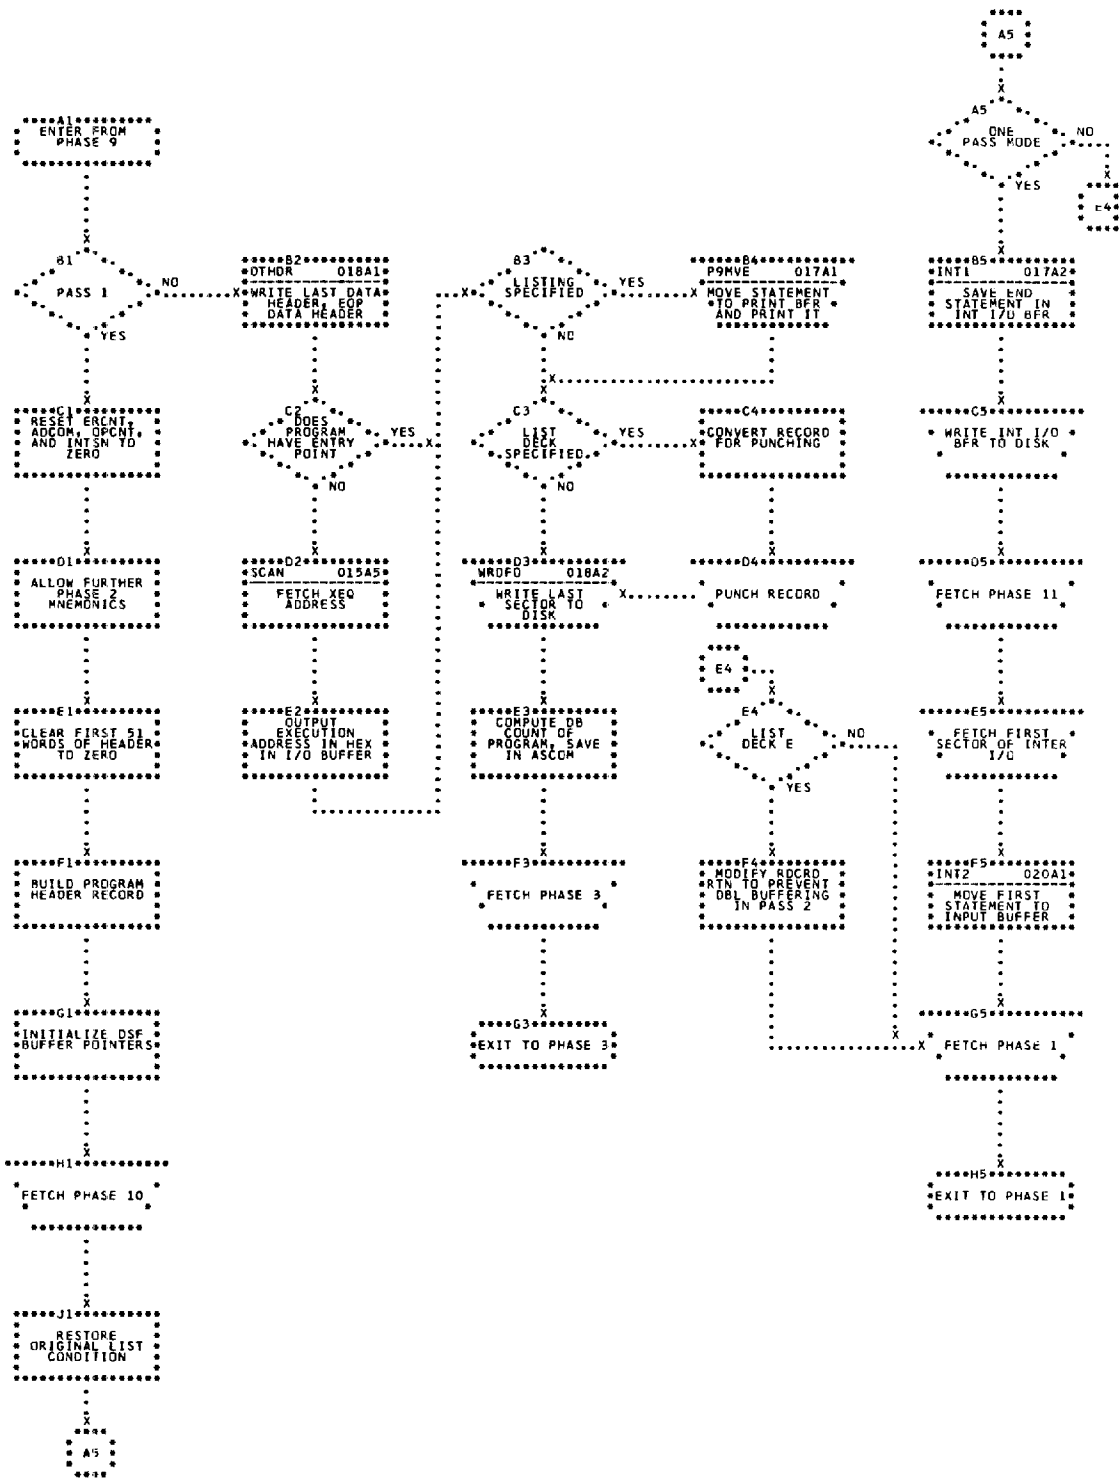 A1
ENTER FROM
PHASE 9
B1
PASS 1
NO
YES
C1
RESET ERCNT,
ADCOM, OPCNT,
AND INTSN TO
ZERO
D1
ALLOW FURTHER
PHASE 2
MNEMONICS
E1
CLEAR FIRST 51
WORDS OF HEADER
TO ZERO
F1
BUILD PROGRAM
HEADER RECORD
G1
INITIALIZE DSF
BUFFER POINTERS
H1
FETCH PHASE 10
J1
RESTORE
ORIGINAL LIST
CONDITION
A5
B2
DTHDR 018A1
WRITE LAST DATA
HEADER, EOP
DATA HEADER
C2
DOES
PROGRAM
HAVE ENTRY
POINT
YES
NO
D2
SCAN 015A5
FETCH XEQ
ADDRESS
E2
OUTPUT
EXECUTION
ADDRESS IN HEX
IN I/O BUFFER
B3
LISTING
SPECIFIED
YES
NO
C3
LIST
DECK
SPECIFIED
YES
NO
D3
WRDFO 018A2
WRITE LAST
SECTOR TO
DISK
E3
COMPUTE DB
COUNT OF
PROGRAM, SAVE
IN ASCOM
F3
FETCH PHASE 3
G3
EXIT TO PHASE 3
B4
P9MVE 017A1
MOVE STATEMENT
TO PRINT BFR
AND PRINT IT
C4
CONVERT RECORD
FOR PUNCHING
D4
PUNCH RECORD
E4
E4
LIST
DECK E
NO
YES
F4
MODIFY RDCRD
RTN TO PREVENT
DBL BUFFERING
IN PASS 2
A5
A5
ONE
PASS MODE
NO
YES
E4
B5
INT1 017A2
SAVE END
STATEMENT IN
INT I/O BFR
C5
WRITE INT I/O
BFR TO DISK
D5
FETCH PHASE 11
E5
FETCH FIRST
SECTOR OF INTER
I/O
F5
INT2 020A1
MOVE FIRST
STATEMENT TO
INPUT BUFFER
G5
FETCH PHASE 1
H5
EXIT TO PHASE 1